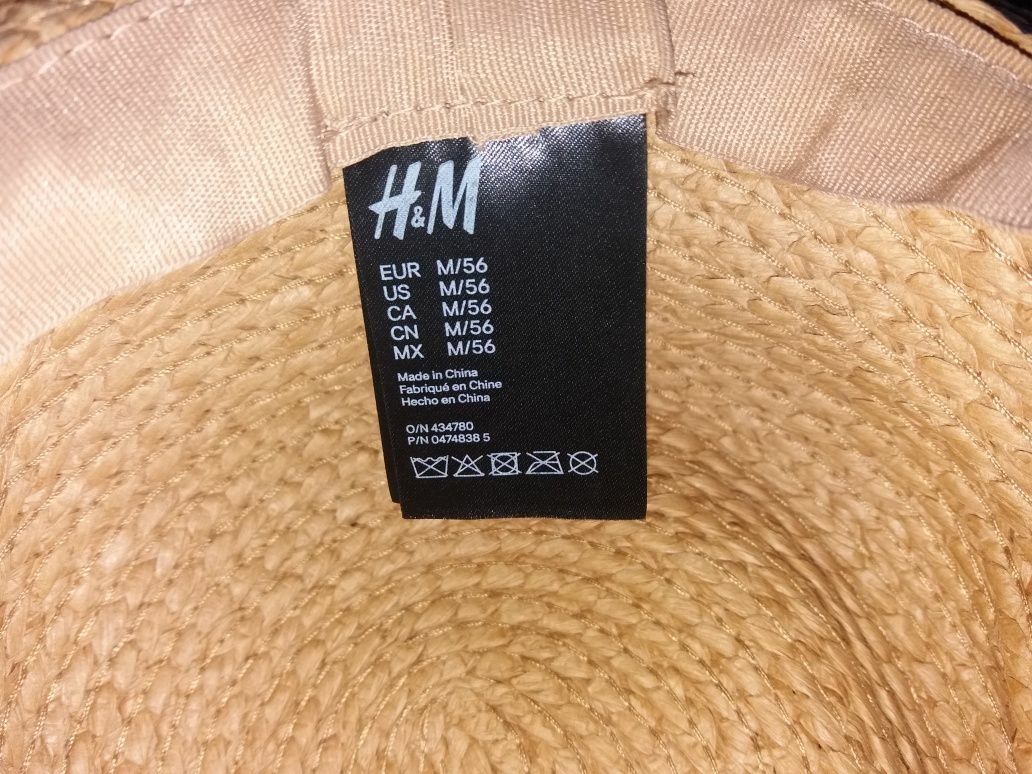 H&M
EUR M/56
US M/56
CA M/56
CN M/56
MX M/56
Made in China
Fabriqué en Chine
Hecho en China
O/N 434780
P/N 0474838 5